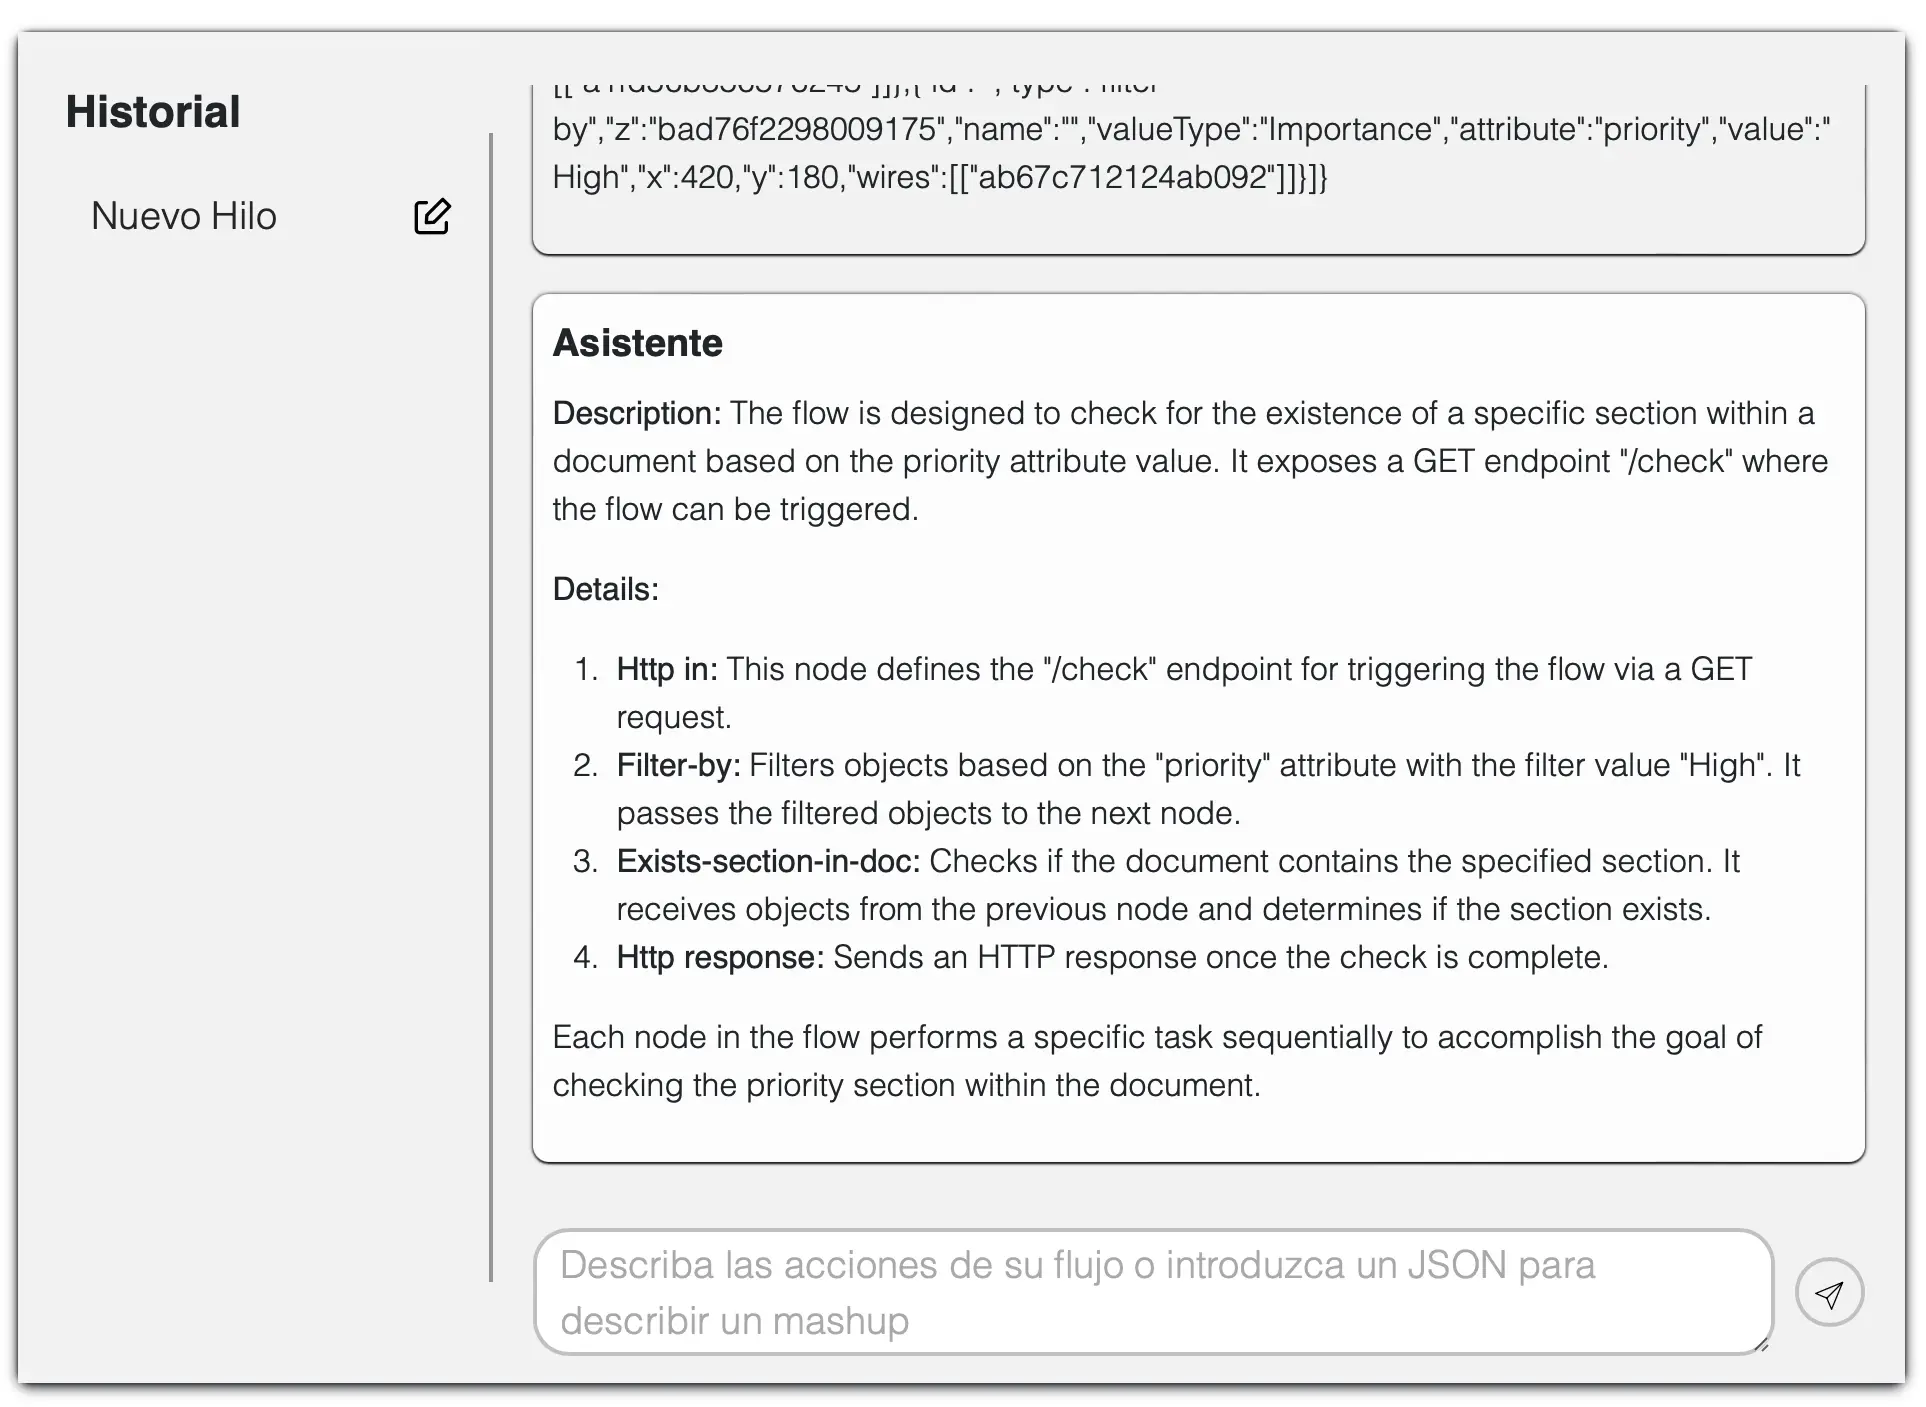 Historial
Nuevo Hilo
by","z":"bad76f2298009175","name":"","valueType":"Importance","attribute":"priority","value":"
High","x":420,"y":180,"wires":[["ab67c712124ab092"]]}]}
Asistente
Description: The flow is designed to check for the existence of a specific section within a
document based on the priority attribute value. It exposes a GET endpoint "/check" where
the flow can be triggered.
Details:
1. Http in: This node defines the "/check" endpoint for triggering the flow via a GET
request.
2. Filter-by: Filters objects based on the "priority" attribute with the filter value "High". It
passes the filtered objects to the next node.
3. Exists-section-in-doc: Checks if the document contains the specified section. It
receives objects from the previous node and determines if the section exists.
4. Http response: Sends an HTTP response once the check is complete.
Each node in the flow performs a specific task sequentially to accomplish the goal of
checking the priority section within the document.
Describa las acciones de su flujo o introduzca un JSON para
describir un mashup